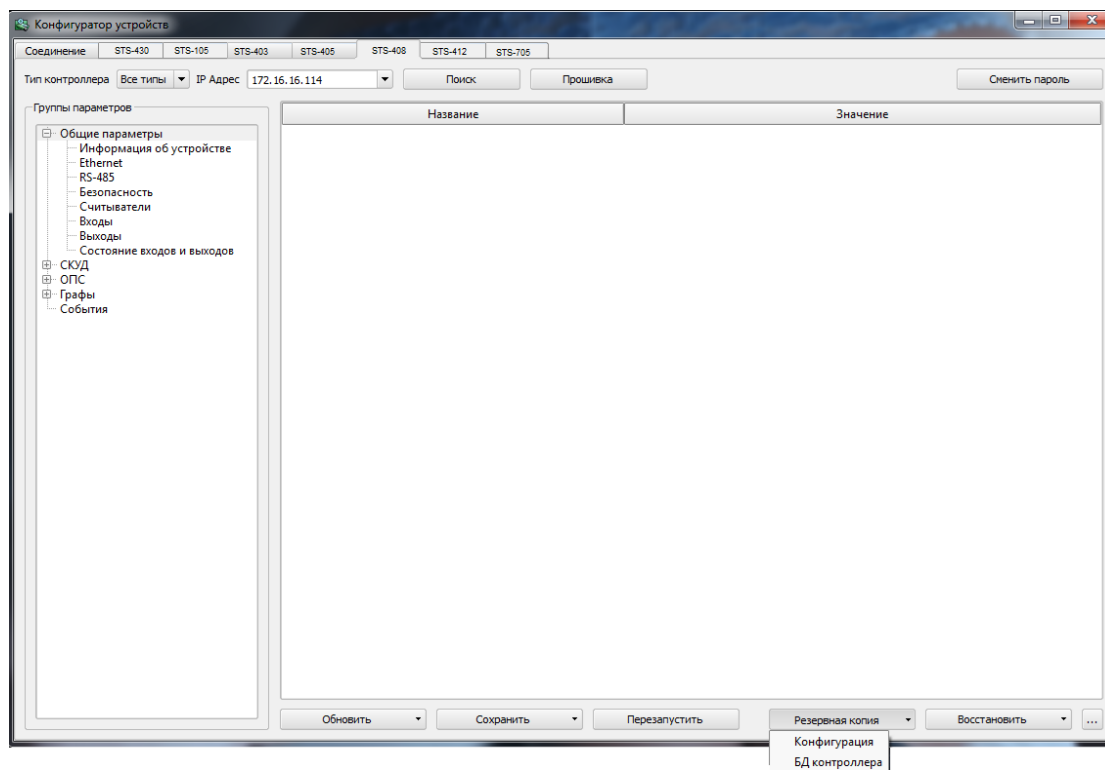 Конфигуратор устройств
Соединение STS-430 STS-105 STS-403 STS-405 STS-408 STS-412 STS-705
Тип контроллера Все типы IP Адрес 172.16.16.114 Поиск Прошивка Сменить пароль
Группы параметров
Название Значение
Общие параметры
Информация об устройстве
Ethernet
RS-485
Безопасность
Считыватели
Входы
Выходы
Состояние входов и выходов
СКУД
ОПС
Графы
События
Обновить Сохранить Перезапустить Резервная копия Восстановить ...
Конфигурация
БД контроллера